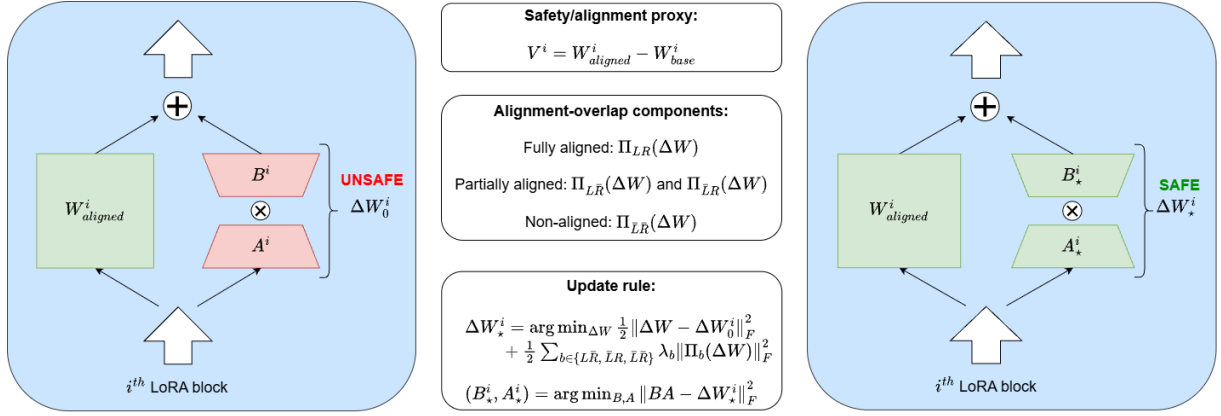 +
W^i_{aligned}
B^i
⊗
A^i
UNSAFE
ΔW^i_0
i^{th} LoRA block
Safety/alignment proxy:
V^i = W^i_{aligned} − W^i_{base}
Alignment-overlap components:
Fully aligned: Π_{LR}(ΔW)
Partially aligned: Π_{L\bar{R}}(ΔW) and Π_{\bar{L}R}(ΔW)
Non-aligned: Π_{\bar{L}\bar{R}}(ΔW)
Update rule:
ΔW^i_⋆ = arg min_{ΔW} \frac{1}{2} ‖ΔW − ΔW^i_0‖^2_F
+ \frac{1}{2} ∑_{b∈{L\bar{R}, \bar{L}R, \bar{L}\bar{R}}} λ_b‖Π_b(ΔW)‖^2_F
(B^i_⋆, A^i_⋆) = arg min_{B,A} ‖BA − ΔW^i_⋆‖^2_F
+
W^i_{aligned}
B^i_⋆
⊗
A^i_⋆
SAFE
ΔW^i_⋆
i^{th} LoRA block